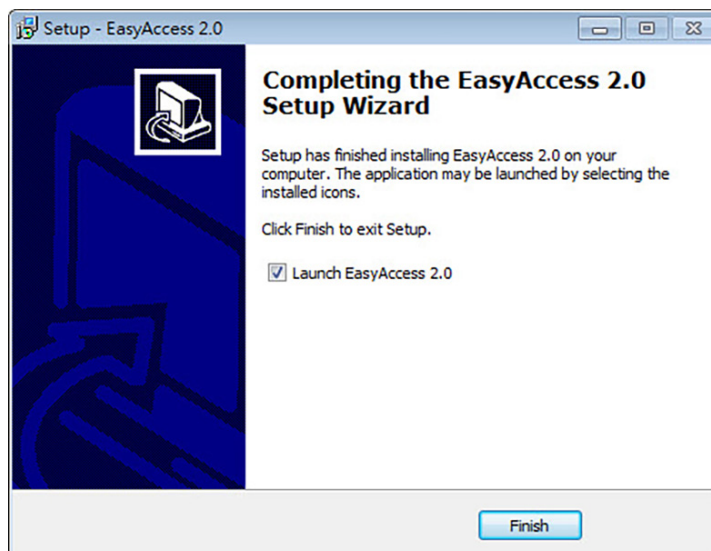 Setup - EasyAccess 2.0
Completing the EasyAccess 2.0
Setup Wizard
Setup has finished installing EasyAccess 2.0 on your
computer. The application may be launched by selecting the
installed icons.
Click Finish to exit Setup.
Launch EasyAccess 2.0
Finish